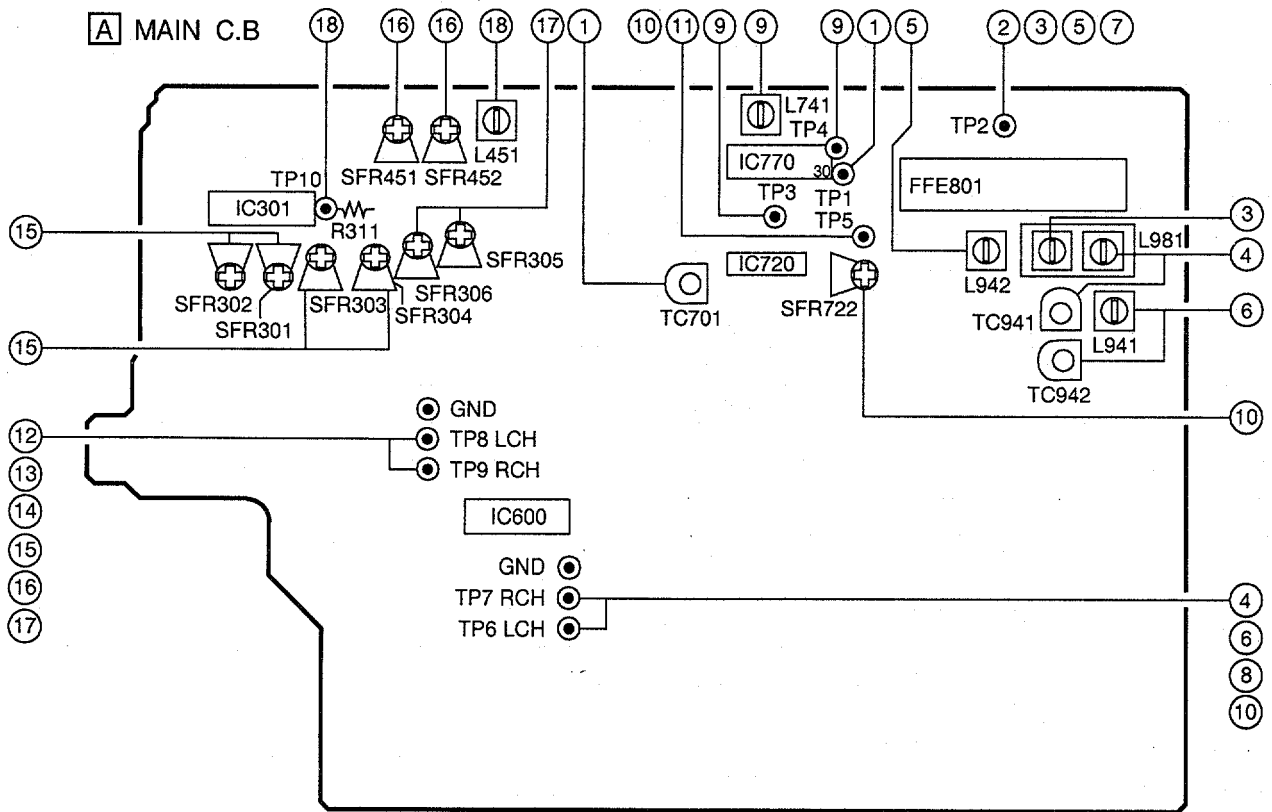 A MAIN C.B
18 16 16 18 17 1 10 11 9 9 9 1 5 2 3 5 7
L741
TP4
TP2
L451
SFR451 SFR452
IC770
30
FFE801
TP10
IC301
R311
TP3
TP1
TP5
15
3
L981
4
SFR305
SFR306
IC720
L942
SFR302
SFR301
SFR303
SFR304
TC701
SFR722
TC941
L941
6
15
TC942
GND
10
12
TP8 LCH
13
TP9 RCH
14
IC600
15
GND
16
TP7 RCH
4
17
TP6 LCH
6
8
10